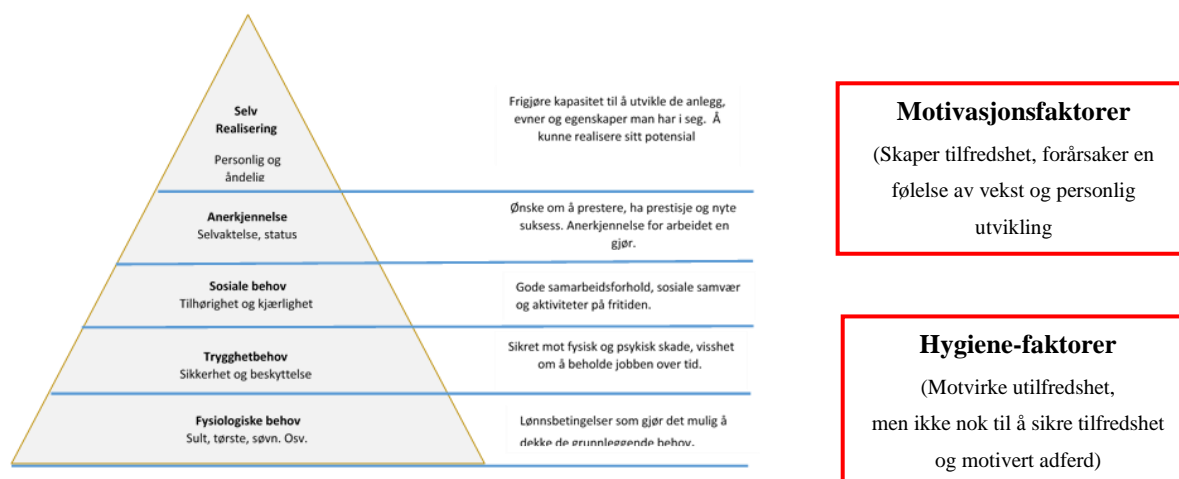 Selv
Realisering
Personlig og
åndelig
Frigjøre kapasitet til å utvikle de anlegg,
evner og egenskaper man har i seg. Å
kunne realisere sitt potensial
Anerkjennelse
Selvaktelse, status
Ønske om å prestere, ha prestisje og nyte
suksess. Anerkjennelse for arbeidet en
gjør.
Sosiale behov
Tilhørighet og kjærlighet
Gode samarbeidsforhold, sosiale samvær
og aktiviteter på fritiden.
Trygghetbehov
Sikkerhet og beskyttelse
Sikret mot fysisk og psykisk skade, visshet
om å beholde jobben over tid.
Fysiologiske behov
Sult, tørste, søvn. Osv.
Lønnsbetingelser som gjør det mulig å
dekke de grunnleggende behov.
Motivasjonsfaktorer
(Skaper tilfredshet, forårsaker en
følelse av vekst og personlig
utvikling
Hygiene-faktorer
(Motvirke utilfredshet,
men ikke nok til å sikre tilfredshet
og motivert adferd)